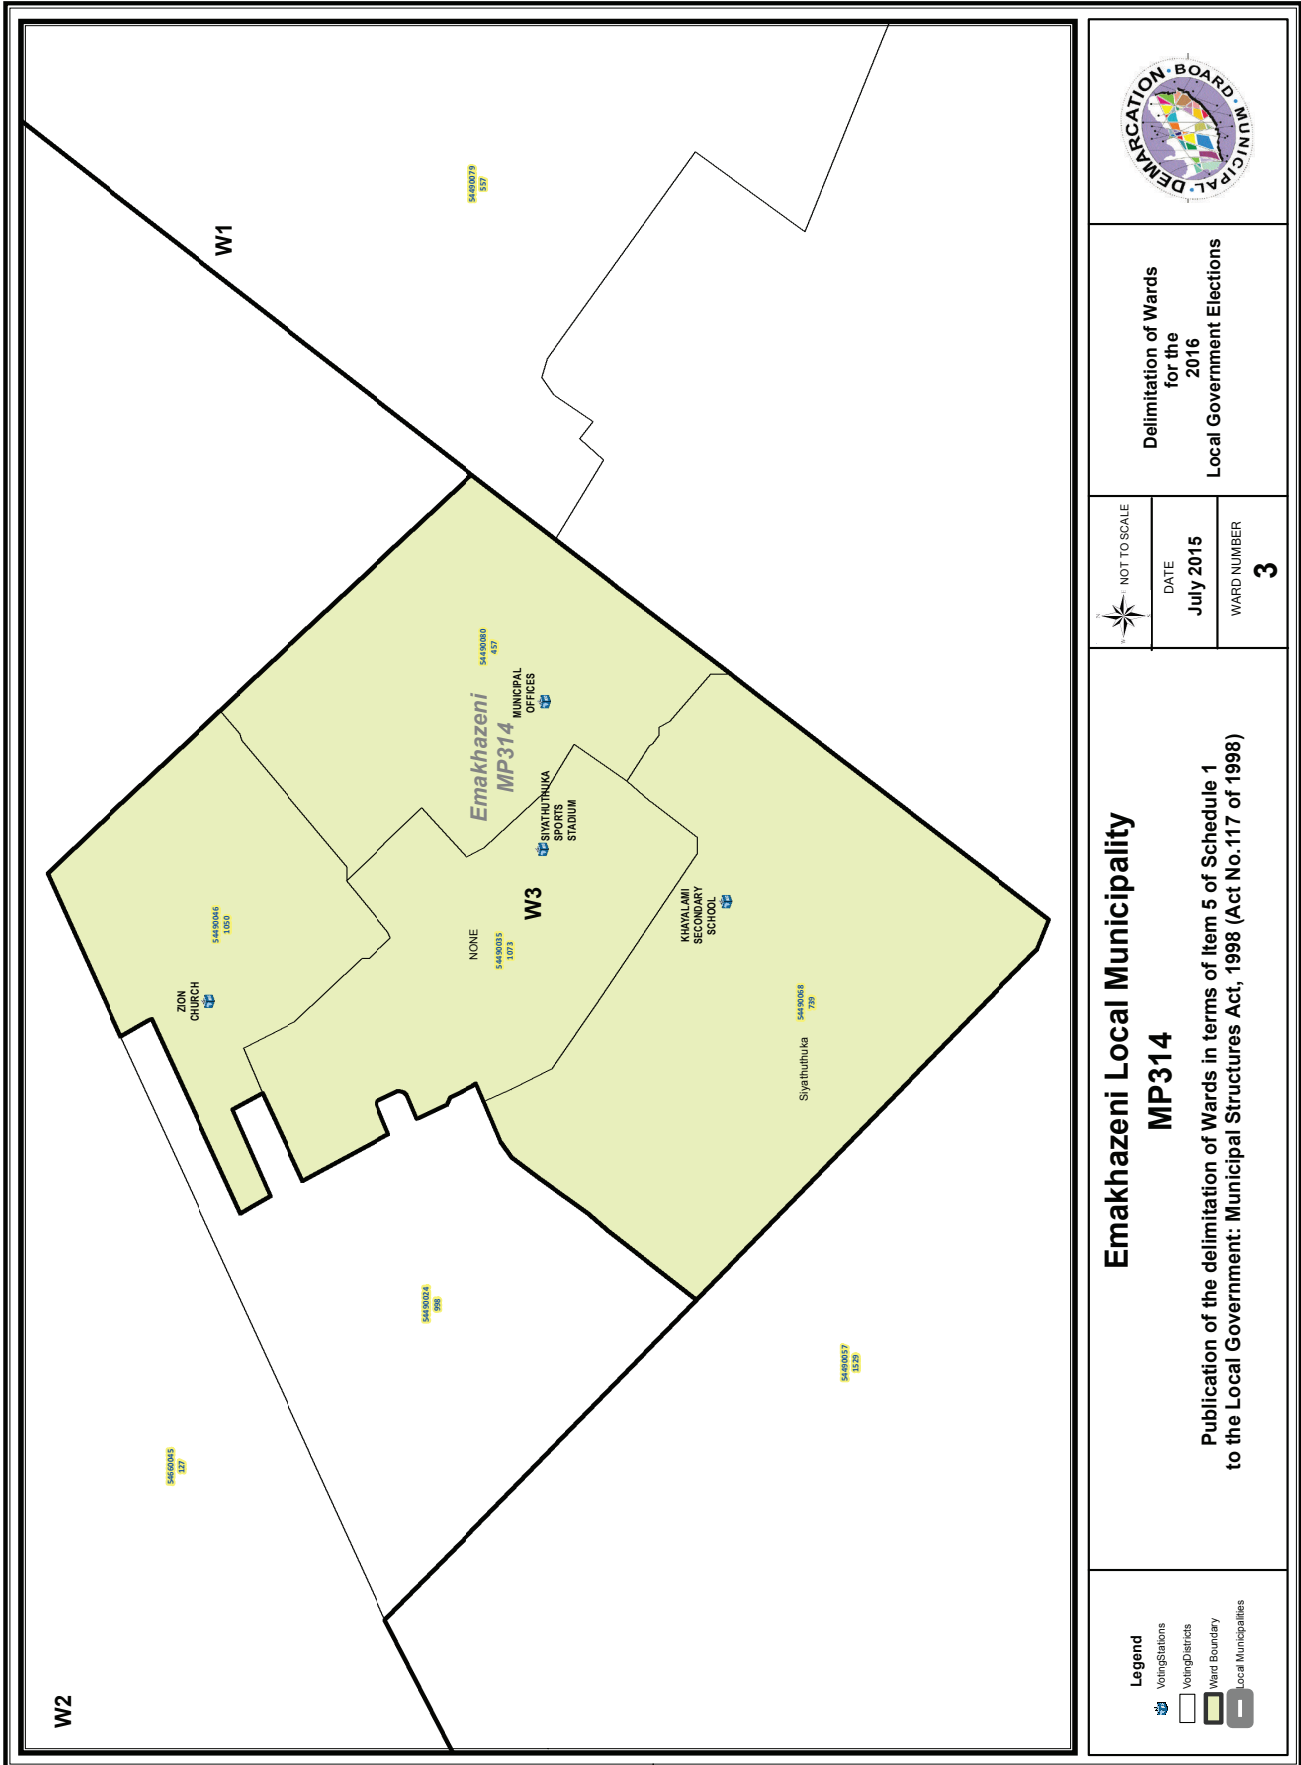 W2
W1
54660045
127
54490046
1050
ZION
CHURCH
54490024
998
54490079
557
54490080
457
Emakhazeni
MP314
MUNICIPAL
OFFICES
SIYATHUTHUKA
SPORTS
STADIUM
W3
NONE
54490035
1073
KHAYALAMI
SECONDARY
SCHOOL
54490068
739
Siyathuthuka
54490057
1529
Legend
VotingStations
VotingDistricts
Ward Boundary
Local Municipalities
Emakhazeni Local Municipality
MP314
Publication of the delimitation of Wards in terms of Item 5 of Schedule 1
to the Local Government: Municipal Structures Act, 1998 (Act No.117 of 1998)
N
W
E
S
NOT TO SCALE
DATE
July 2015
WARD NUMBER
3
Delimitation of Wards
for the
2016
Local Government Elections
MUNICIPAL • DEMARCATION • BOARD •